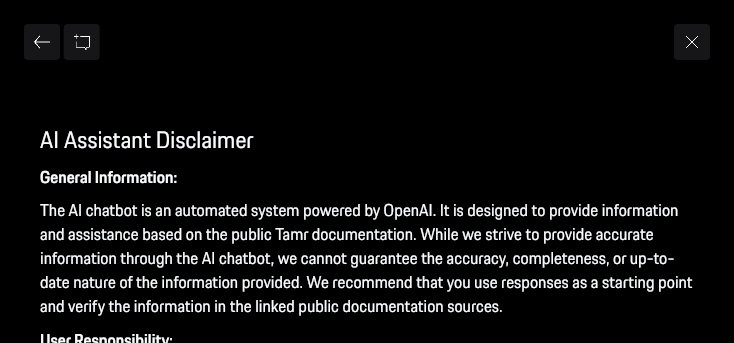 AI Assistant Disclaimer
General Information:
The AI chatbot is an automated system powered by OpenAI. It is designed to provide information
and assistance based on the public Tamr documentation. While we strive to provide accurate
information through the AI chatbot, we cannot guarantee the accuracy, completeness, or up-to-
date nature of the information provided. We recommend that you use responses as a starting point
and verify the information in the linked public documentation sources.
User Responsibility: